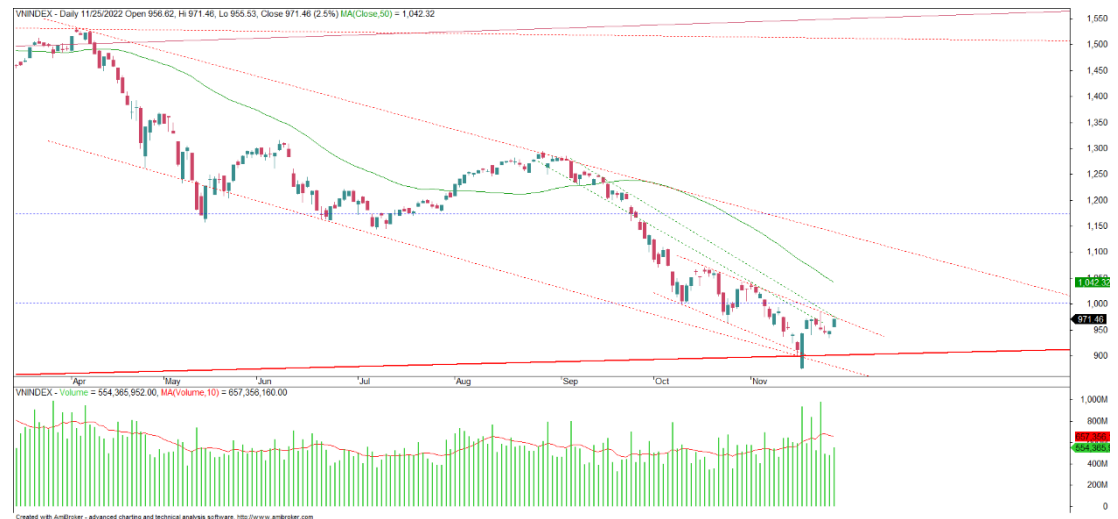 VNINDEX - Daily 11/25/2022 Open 956.62, Hi 971.46, Lo 955.53, Close 971.46 (2.5%) MA(Close,50) = 1,042.32
1,550
1,500
1,450
1,400
1,350
1,300
1,250
1,200
1,150
1,100
1,042.32
1,000
971.46
950
900
Apr May Jun Jul Aug Sep Oct Nov
VNINDEX - Volume = 554,365,952.00, MA(Volume,10) = 657,356,160.00
1,000M
800M
657,356,
554,365,
400M
200M
0
Created with AmiBroker - advanced charting and technical analysis software. http://www.amibroker.com